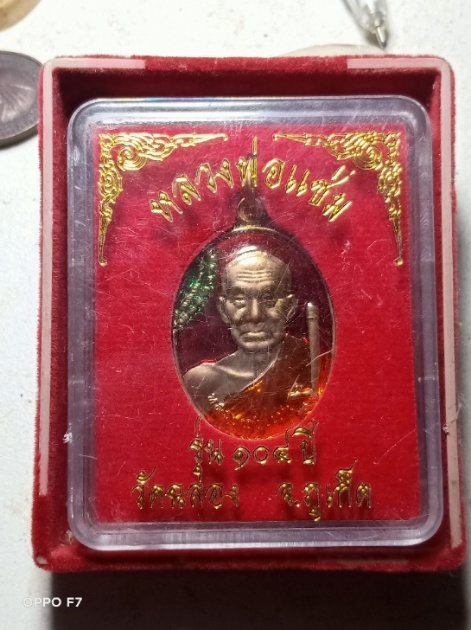 หลวงพ่อแช่ม
รุ่น ๑๐๔ ปี
วัดฉลอง จ.ภูเก็ต
OPPO F7